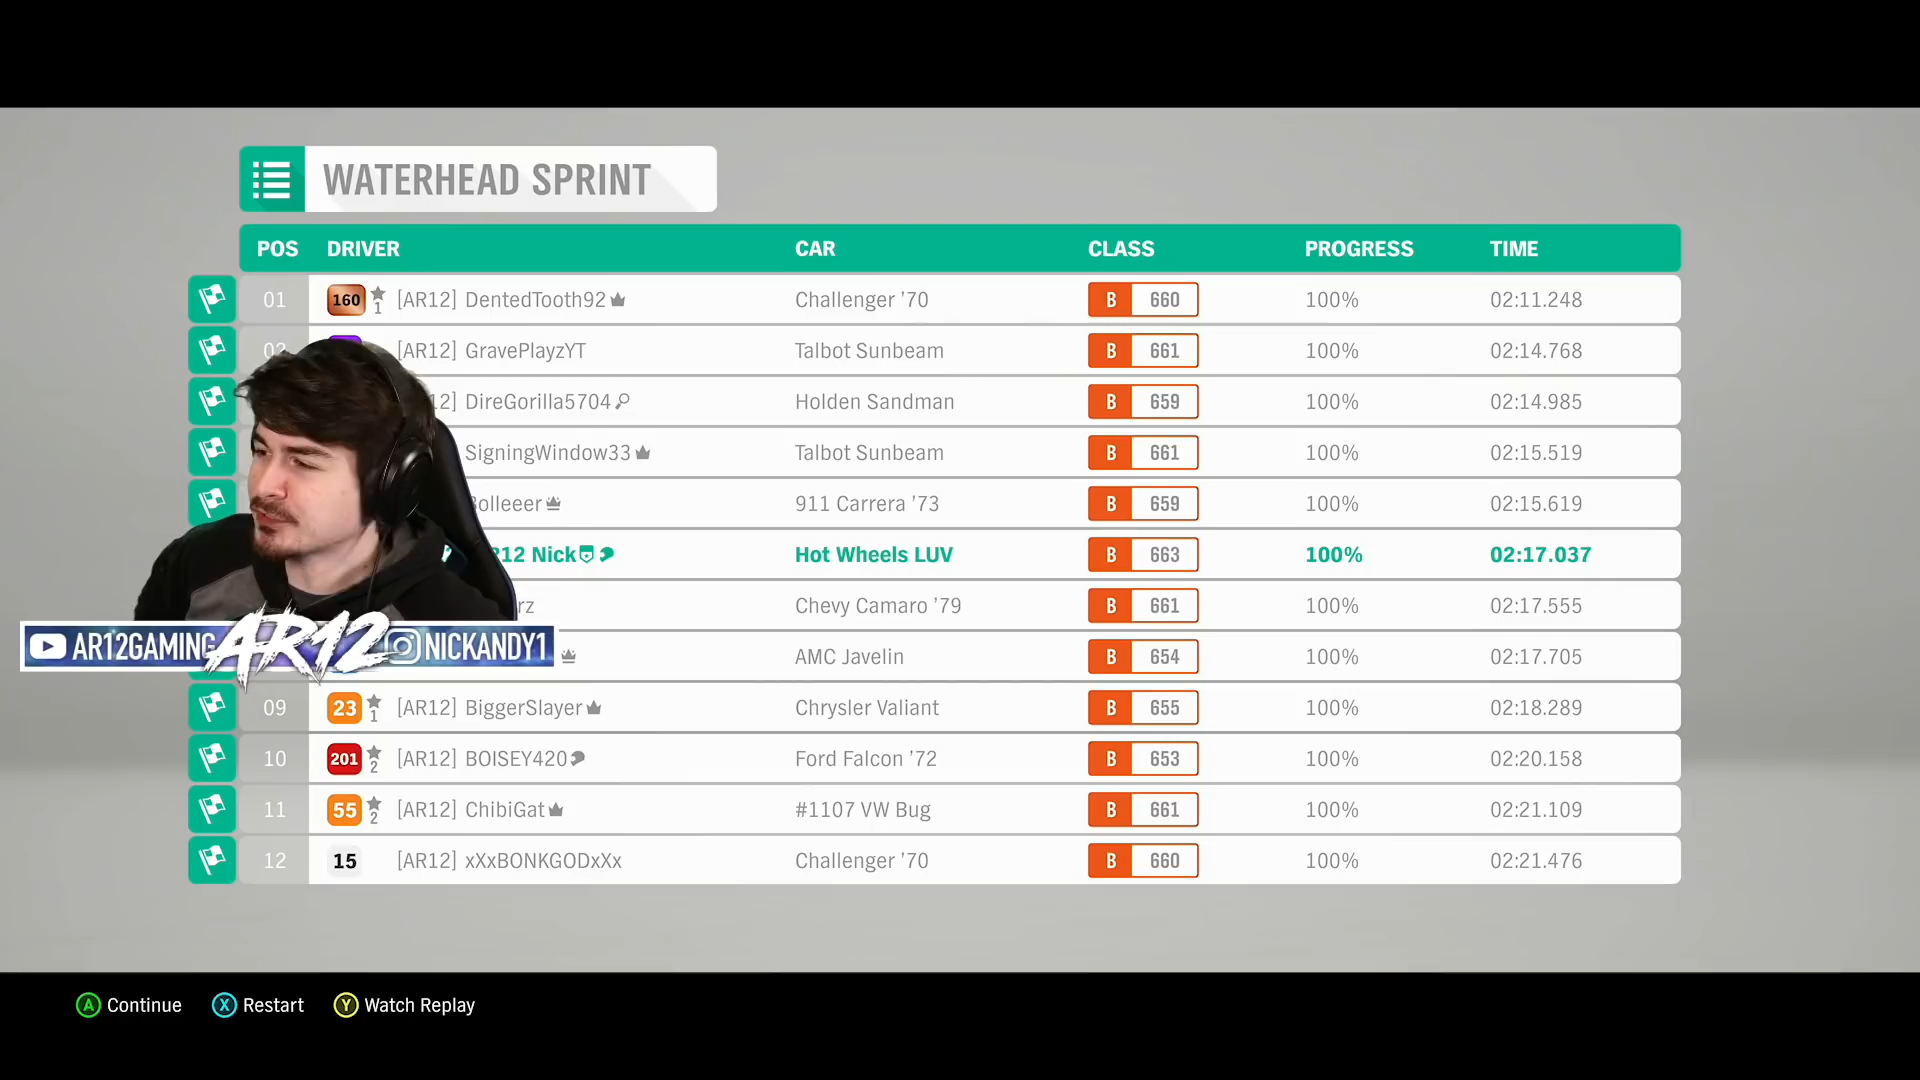 WATERHEAD SPRINT
POS DRIVER CAR CLASS PROGRESS TIME
01 160 1 [AR12] DentedTooth92 Challenger '70 B 660 100% 02:11.248
[AR12] GravePlayzYT Talbot Sunbeam B 661 100% 02:14.768
12] DireGorilla5704 Holden Sandman B 659 100% 02:14.985
SigningWindow33 Talbot Sunbeam B 661 100% 02:15.519
olleeer 911 Carrera '73 B 659 100% 02:15.619
12 Nick Hot Wheels LUV B 663 100% 02:17.037
rz Chevy Camaro '79 B 661 100% 02:17.555
AR12GAMING AR12 NICKANDY1
AMC Javelin B 654 100% 02:17.705
09 23 1 [AR12] BiggerSlayer Chrysler Valiant B 655 100% 02:18.289
10 201 2 [AR12] BOISEY420 Ford Falcon '72 B 653 100% 02:20.158
11 55 2 [AR12] ChibiGat #1107 VW Bug B 661 100% 02:21.109
12 15 [AR12] xXxBONKGODxXx Challenger '70 B 660 100% 02:21.476
A Continue X Restart Y Watch Replay